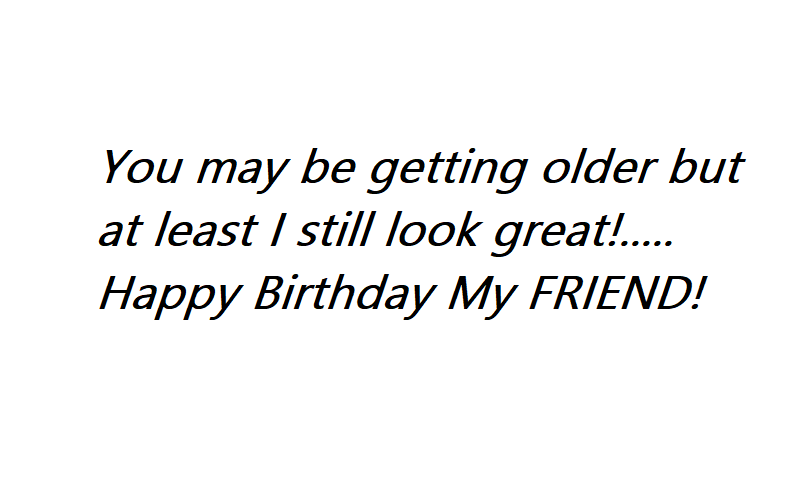 You may be getting older but
at least I still look great!.....
Happy Birthday My FRIEND!